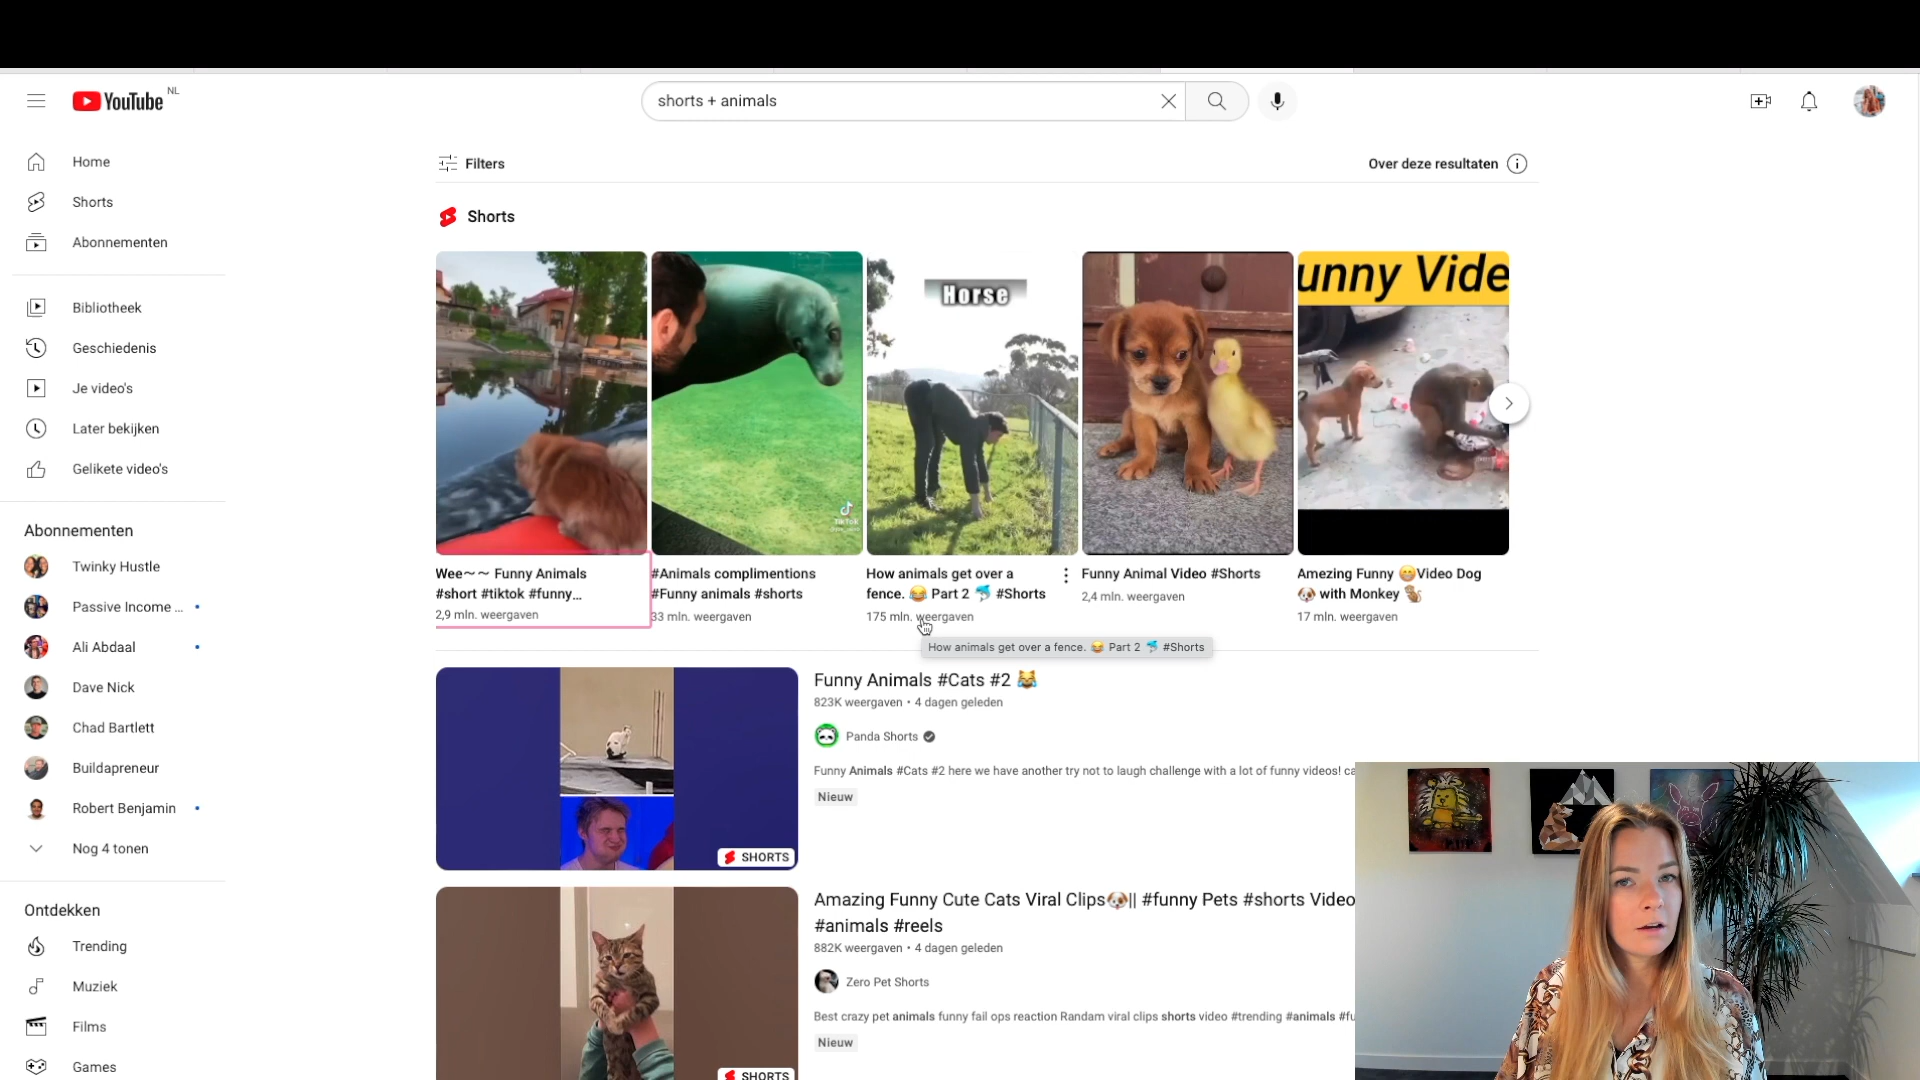 YouTube NL
shorts + animals
Home
Shorts
Abonnementen
Bibliotheek
Geschiedenis
Je video's
Later bekijken
Gelikete video's
Abonnementen
Twinky Hustle
Passive Income ...
Ali Abdaal
Dave Nick
Chad Bartlett
Buildapreneur
Robert Benjamin
Nog 4 tonen
Ontdekken
Trending
Muziek
Films
Games
Filters
Over deze resultaten
Shorts
Horse
unny Vide
TikTok
Wee～～ Funny Animals
#short #tiktok #funny...
2,9 mln. weergaven
#Animals complimentions
#Funny animals #shorts
33 mln. weergaven
How animals get over a
fence. 😂 Part 2 🐬 #Shorts
175 mln. weergaven
Funny Animal Video #Shorts
2,4 mln. weergaven
Amezing Funny 😁Video Dog
🐶 with Monkey 🐒
17 mln. weergaven
How animals get over a fence. 😂 Part 2 🐬 #Shorts
SHORTS
Funny Animals #Cats #2 😹
823K weergaven • 4 dagen geleden
Panda Shorts
Funny Animals #Cats #2 here we have another try not to laugh challenge with a lot of funny videos! ca
Nieuw
SHORTS
Amazing Funny Cute Cats Viral Clips🐶|| #funny Pets #shorts Video
#animals #reels
882K weergaven • 4 dagen geleden
Zero Pet Shorts
Best crazy pet animals funny fail ops reaction Randam viral clips shorts video #trending #animals #fu
Nieuw